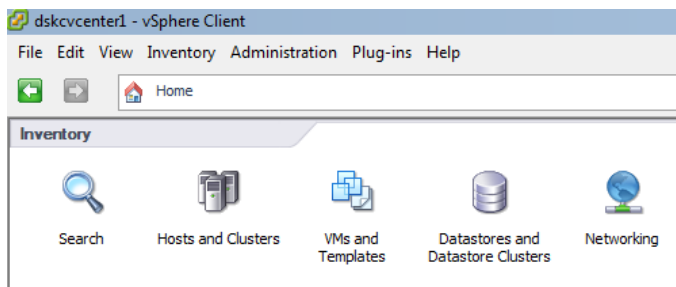 dskcvcenter1 - vSphere Client
File Edit View Inventory Administration Plug-ins Help
Home
Inventory
Search
Hosts and Clusters
VMs and
Templates
Datastores and
Datastore Clusters
Networking